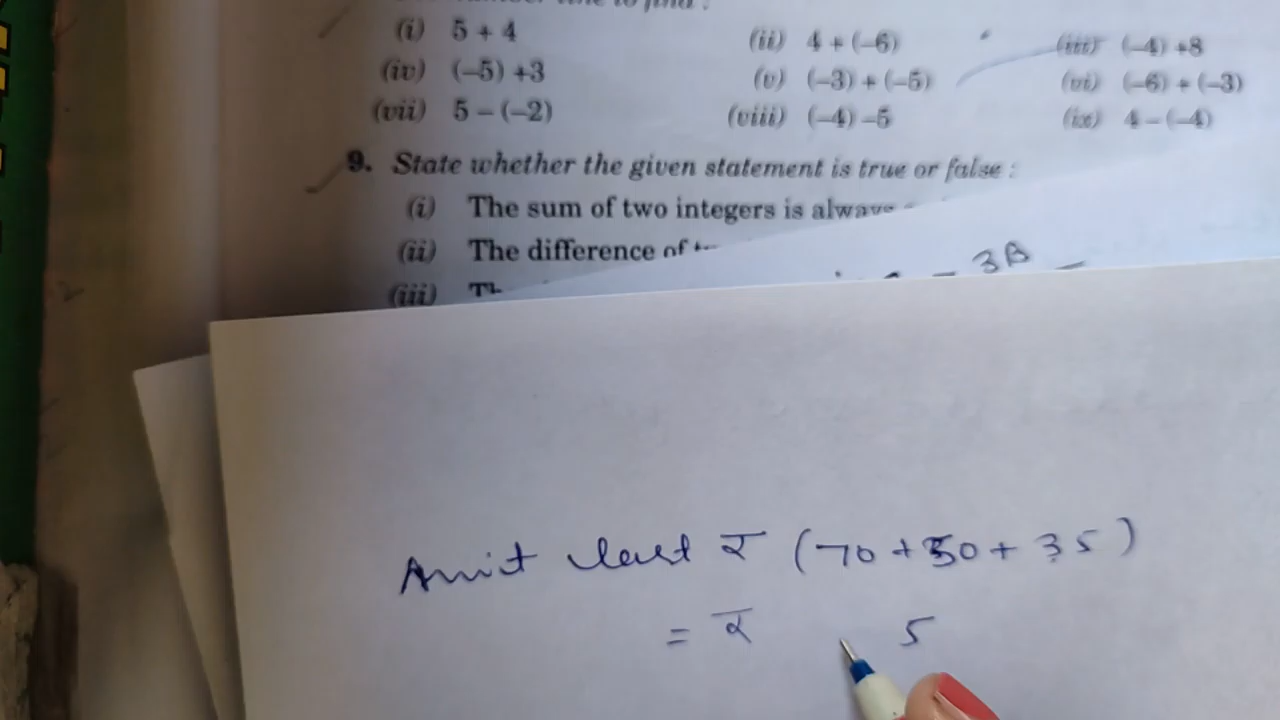 (i) 5 + 4 (ii) 4 + (–6) (iii) (–4) +8
(iv) (–5) +3 (v) (–3) + (–5) (vi) (–6) + (–3)
(vii) 5 – (–2) (viii) (–4) –5 (ix) 4 – (–4)
9. State whether the given statement is true or false :
(i) The sum of two integers is always
(ii) The difference of
(iii)
Amit (70 + 50 + 35)
= 5